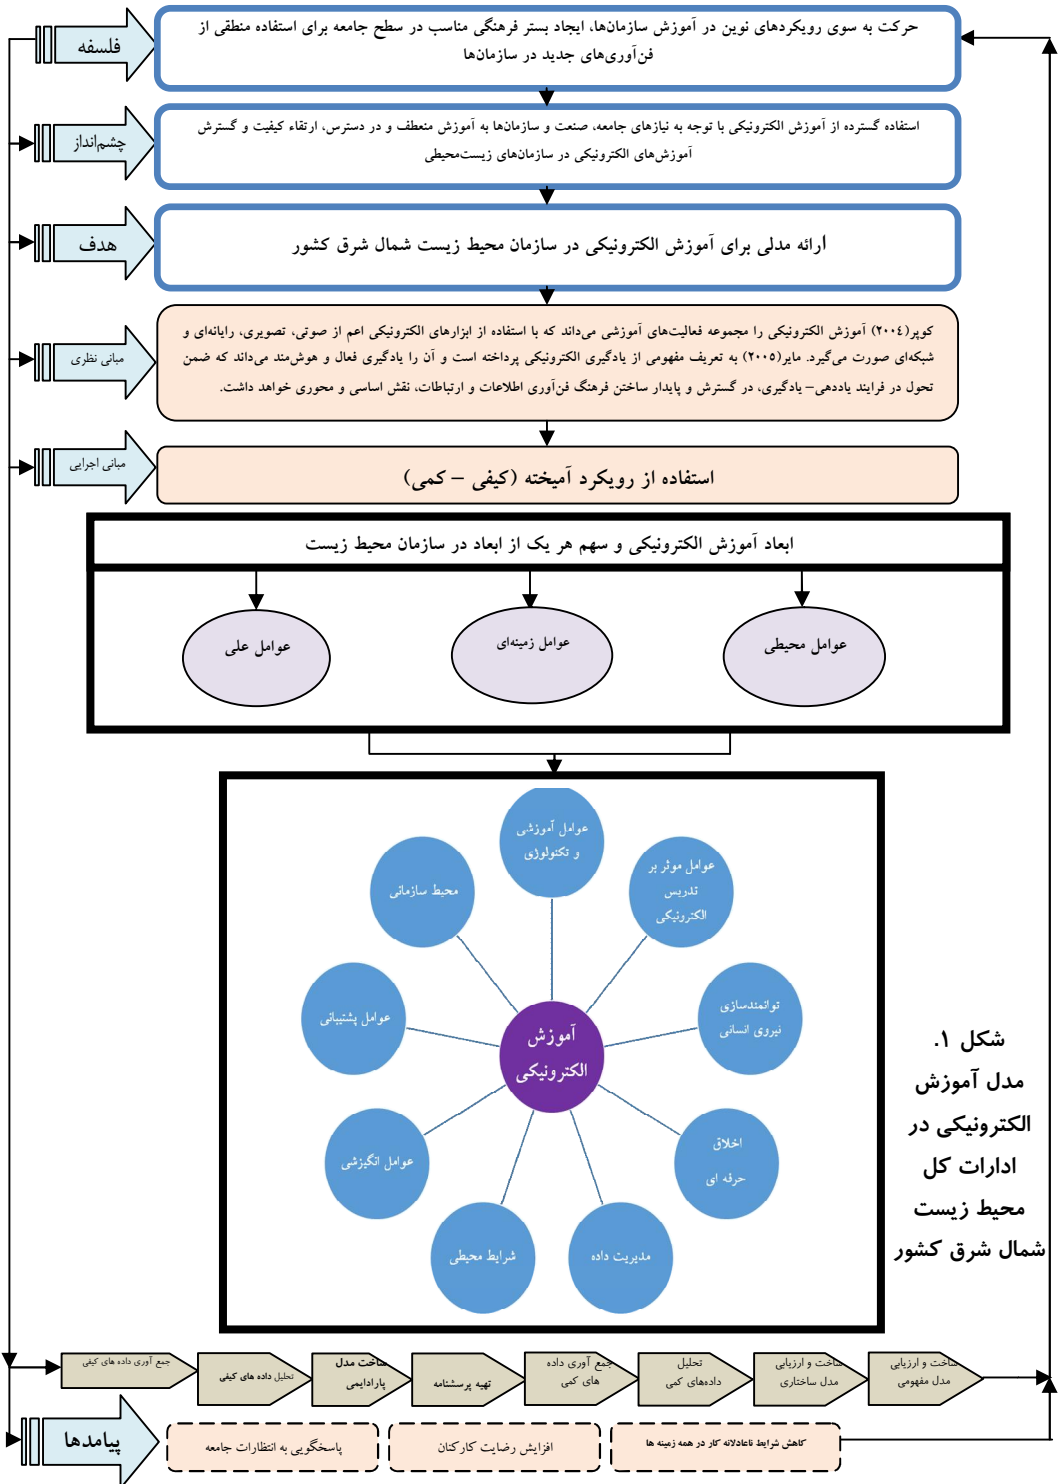 فلسفه
حرکت به سوی رویکردهای نوین در آموزش سازمان‌ها، ایجاد بستر فرهنگی مناسب در سطح جامعه برای استفاده منطقی از
فن‌آوری‌های جدید در سازمان‌ها
چشم‌انداز
استفاده گسترده از آموزش الکترونیکی با توجه به نیازهای جامعه، صنعت و سازمان‌ها به آموزش منعطف و در دسترس، ارتقاء کیفیت و گسترش
آموزش‌های الکترونیکی در سازمان‌های زیست‌محیطی
هدف
ارائه مدلی برای آموزش الکترونیکی در سازمان محیط زیست شمال شرق کشور
مبانی نظری
کوپر(۲۰۰٤) آموزش الکترونیکی را مجموعه فعالیت‌های آموزشی می‌داند که با استفاده از ابزارهای الکترونیکی اعم از صوتی، تصویری، رایانه‌ای و
شبکه‌ای صورت می‌گیرد. مایر(۲۰۰٥) به تعریف مفهومی از یادگیری الکترونیکی پرداخته است و آن را یادگیری فعال و هوش‌مند می‌داند که ضمن
تحول در فرایند یاددهی– یادگیری، در گسترش و پایدار ساختن فرهنگ فن‌آوری اطلاعات و ارتباطات، نقش اساسی و محوری خواهد داشت.
مبانی اجرایی
استفاده از رویکرد آمیخته (کیفی – کمی)
ابعاد آموزش الکترونیکی و سهم هر یک از ابعاد در سازمان محیط زیست
عوامل محیطی
عوامل زمینه‌ای
عوامل علی
عوامل آموزشی
و تکنولوژی
عوامل موثر بر
تدریس
الکترونیکی
توانمندسازی
نیروی انسانی
اخلاق
حرفه ای
مدیریت داده
شرایط محیطی
عوامل انگیزشی
عوامل پشتیبانی
محیط سازمانی
آموزش
الکترونیکی
شکل ۱.
مدل آموزش
الکترونیکی در
ادارات کل
محیط زیست
شمال شرق کشور
جمع آوری داده های کیفی
تحلیل داده های کیفی
ساخت مدل
پارادایمی
تهیه پرسشنامه
جمع آوری داده
های کمی
تحلیل
داده‌های کمی
ساخت و ارزیابی
مدل ساختاری
ساخت و ارزیابی
مدل مفهومی
پیامدها
پاسخگویی به انتظارات جامعه
افزایش رضایت کارکنان
کاهش شرایط ناعادلانه کار در همه زمینه ها